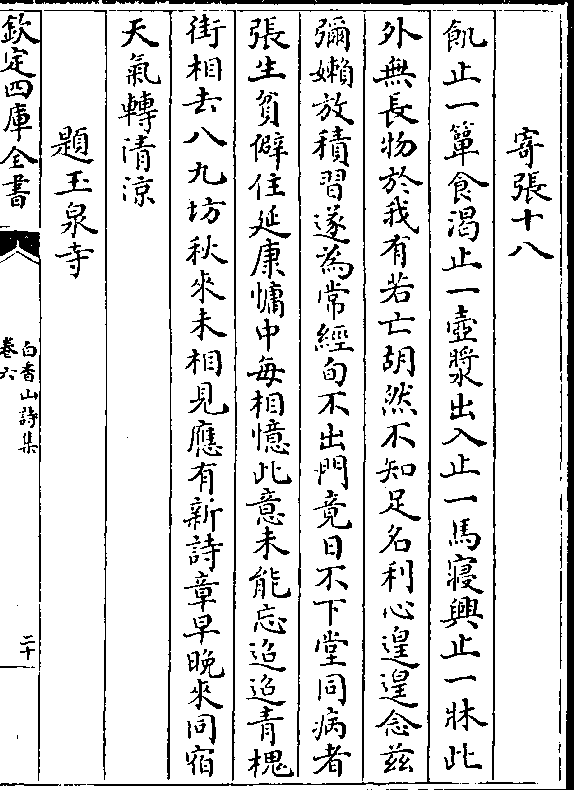 寄張十八
飢止一簞食渴止一壺漿出入止一馬寢興止一牀此
外無長物於我有若亡胡然不知足名利心遑遑念玆
彌嬾放積習遂為常經旬不出門竟日不下堂同病者
張生貧僻住延康慵中每相憶此意未能忘迢迢青槐
街相去八九坊秋來未相見應有新詩章早晚來同宿
天氣轉清涼
題玉泉寺
欽定四庫全書
白香山詩集
卷六
二十